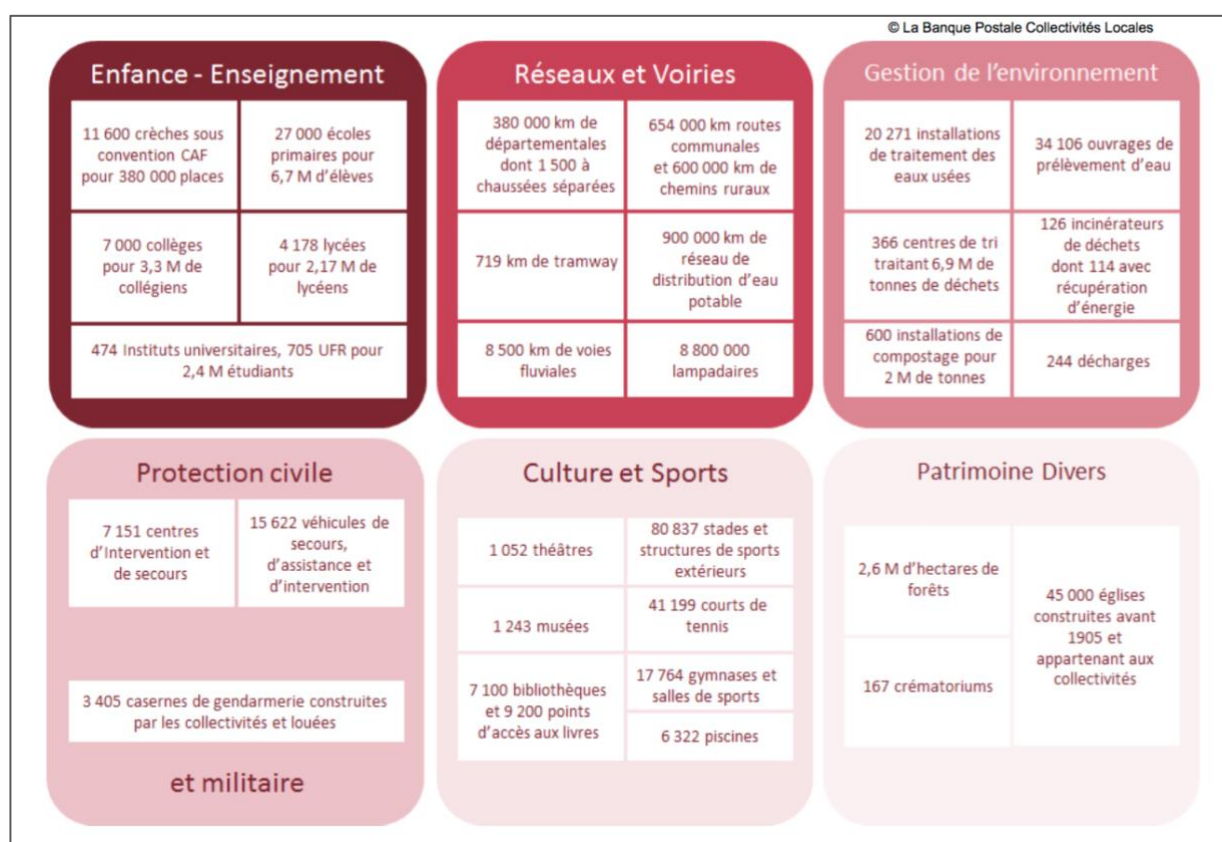 © La Banque Postale Collectivités Locales
Enfance - Enseignement
11 600 crèches sous
convention CAF
pour 380 000 places
27 000 écoles
primaires pour
6,7 M d'élèves
7 000 collèges
pour 3,3 M de
collégiens
4 178 lycées
pour 2,17 M de
lycéens
474 Instituts universitaires, 705 UFR pour
2,4 M étudiants
Réseaux et Voiries
380 000 km de
départementales
dont 1 500 à
chaussées séparées
654 000 km routes
communales
et 600 000 km de
chemins ruraux
719 km de tramway
900 000 km de
réseau de
distribution d'eau
potable
8 500 km de voies
fluviales
8 800 000
lampadaires
Gestion de l'environnement
20 271 installations
de traitement des
eaux usées
34 106 ouvrages de
prélèvement d'eau
366 centres de tri
traitant 6,9 M de
tonnes de déchets
126 incinérateurs
de déchets
dont 114 avec
récupération
d'énergie
600 installations de
compostage pour
2 M de tonnes
244 décharges
Protection civile
7 151 centres
d'Intervention et
de secours
15 622 véhicules de
secours,
d'assistance et
d'intervention
3 405 casernes de gendarmerie construites
par les collectivités et louées
et militaire
Culture et Sports
1 052 théâtres
80 837 stades et
structures de sports
extérieurs
1 243 musées
41 199 courts de
tennis
7 100 bibliothèques
et 9 200 points
d'accès aux livres
17 764 gymnases et
salles de sports
6 322 piscines
Patrimoine Divers
2,6 M d'hectares de
forêts
45 000 églises
construites avant
1905 et
appartenant aux
collectivités
167 crématoriums